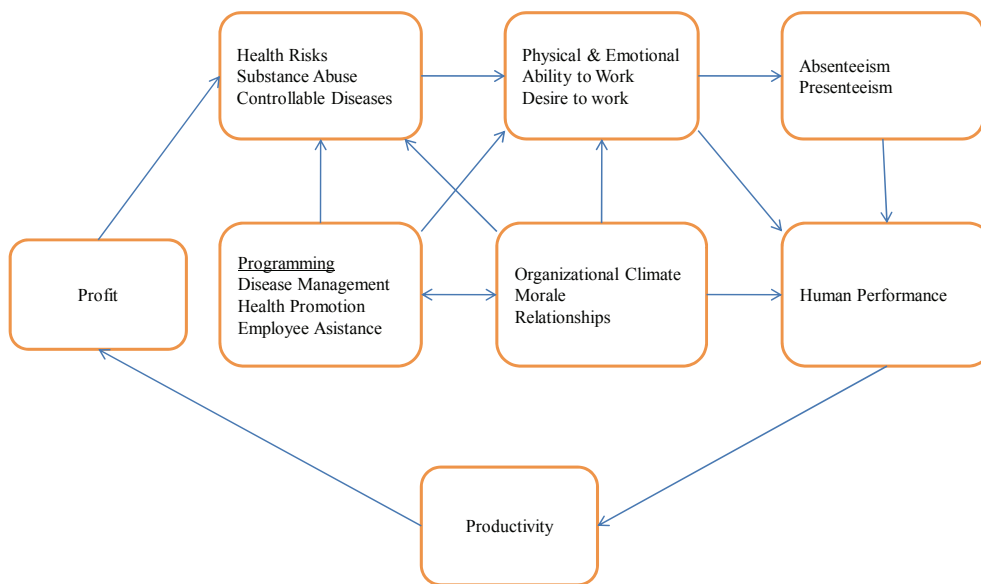 Health Risks
Substance Abuse
Controllable Diseases
Physical & Emotional
Ability to Work
Desire to work
Absenteeism
Presenteeism
Profit
Programming
Disease Management
Health Promotion
Employee Asistance
Organizational Climate
Morale
Relationships
Human Performance
Productivity